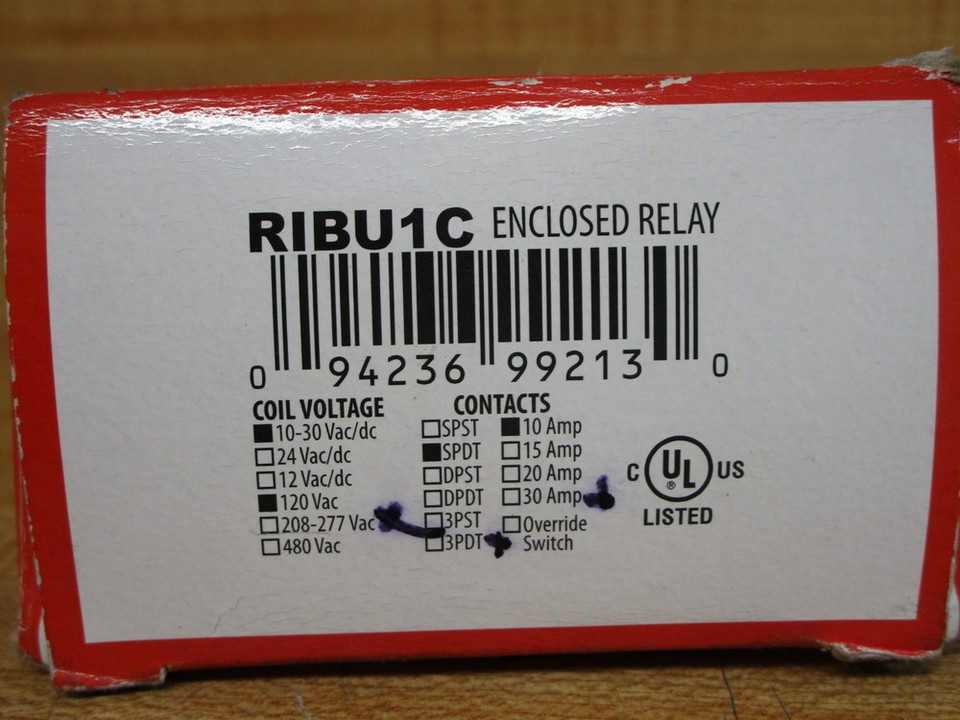 RIBU1C ENCLOSED RELAY
0 94236 99213 0
COIL VOLTAGE CONTACTS
■10-30 Vac/dc □SPST ■10 Amp
□24 Vac/dc ■SPDT □15 Amp
□12 Vac/dc □DPST □20 Amp
■120 Vac □DPDT □30 Amp
□208-277 Vac □3PST □Override
□480 Vac □3PDT Switch
C UL® US
LISTED